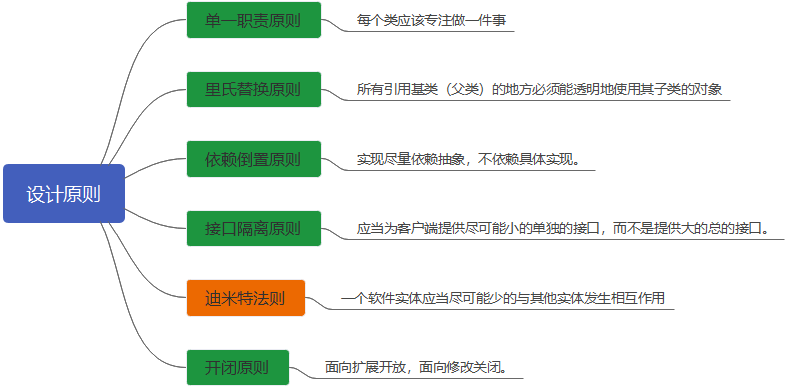 单一职责原则
每个类应该专注做一件事
里氏替换原则
所有引用基类（父类）的地方必须能透明地使用其子类的对象
依赖倒置原则
实现尽量依赖抽象，不依赖具体实现。
设计原则
接口隔离原则
应当为客户端提供尽可能小的单独的接口，而不是提供大的总的接口。
迪米特法则
一个软件实体应当尽可能少的与其他实体发生相互作用
开闭原则
面向扩展开放，面向修改关闭。